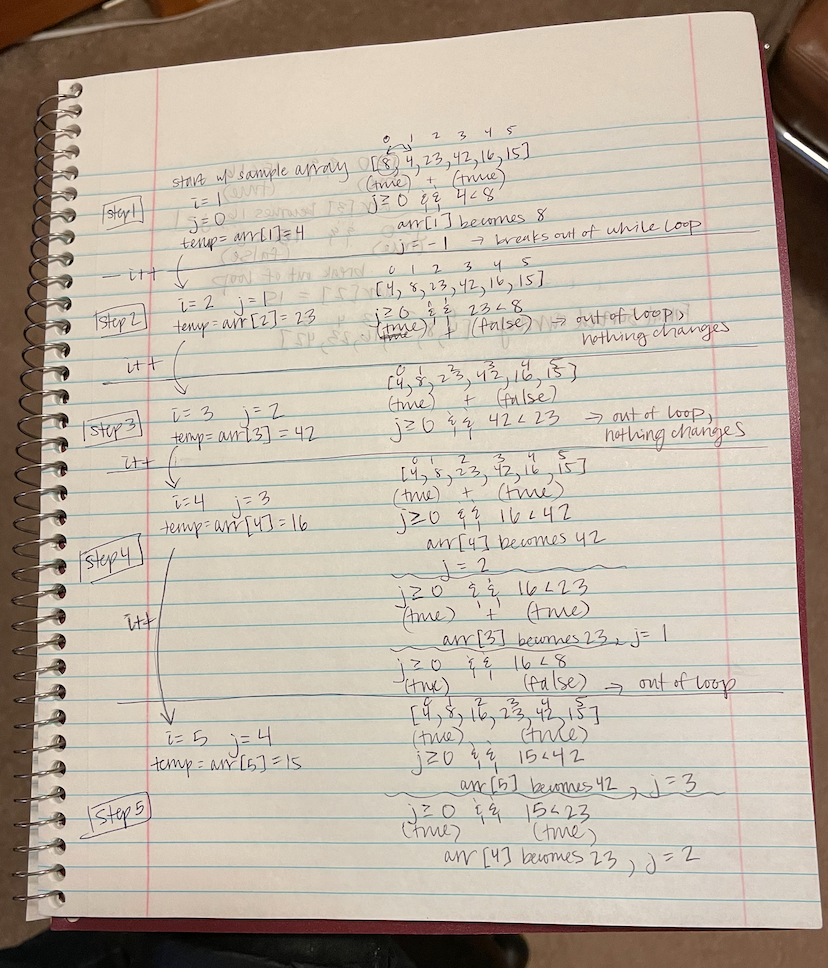 0 1 2 3 4 5
start w/ sample array [8, 4, 23, 42, 16, 15]
(true) + (true)
i = 1 j ≥ 0 && 4 < 8
step 1 j = 0
temp = arr[1] = 4 arr[1] becomes 8
j = -1 → breaks out of while loop
i++
0 1 2 3 4 5
[4, 8, 23, 42, 16, 15]
i = 2 j = 1
step 2 temp = arr[2] = 23 j ≥ 0 && 23 < 8
(true) + (false) → out of loop,
nothing changes
i++
0 1 2 3 4 5
[4, 8, 23, 42, 16, 15]
(true) + (false)
i = 3 j = 2
step 3 temp = arr[3] = 42 j ≥ 0 && 42 < 23 → out of loop,
nothing changes
i++
0 1 2 3 4 5
[4, 8, 23, 42, 16, 15]
(true) + (true)
i = 4 j = 3
temp = arr[4] = 16 j ≥ 0 && 16 < 42
arr[4] becomes 42
step 4 j = 2
j ≥ 0 && 16 < 23
(true) + (true)
i++
arr[3] becomes 23, j = 1
j ≥ 0 && 16 < 8
(true) (false) → out of loop
0 1 2 3 4 5
[4, 8, 16, 23, 42, 15]
(true) (true)
i = 5 j = 4
temp = arr[5] = 15 j ≥ 0 && 15 < 42
arr[5] becomes 42, j = 3
step 5 j ≥ 0 && 15 < 23
(true) (true)
arr[4] becomes 23, j = 2